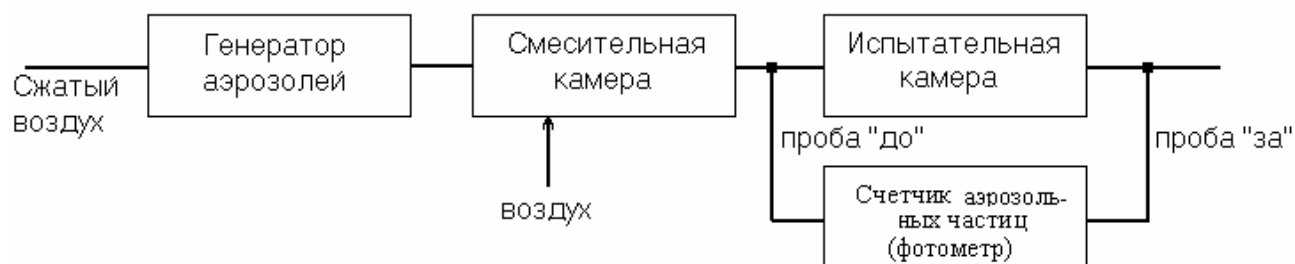 Генератор
аэрозолей
Смесительная
камера
Испытательная
камера
Сжатый
воздух
проба "до"
проба "за"
воздух
Счетчик аэрозоль-
ных частиц
(фотометр)